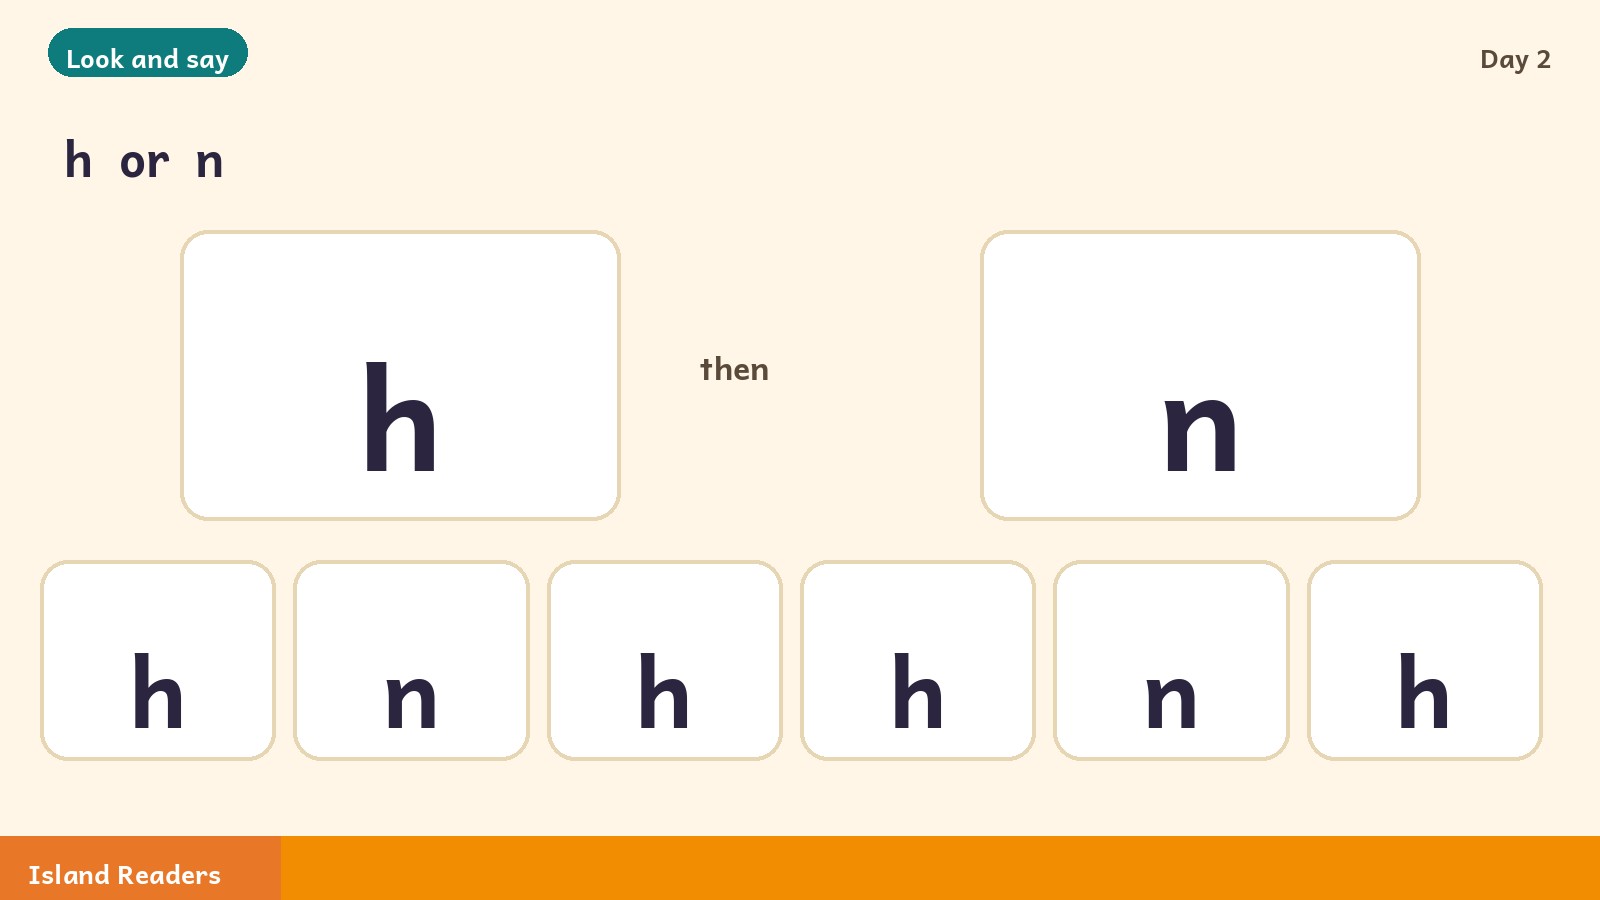 Look and say
Day 2
h or n
h
then
n
h n h h n h
Island Readers